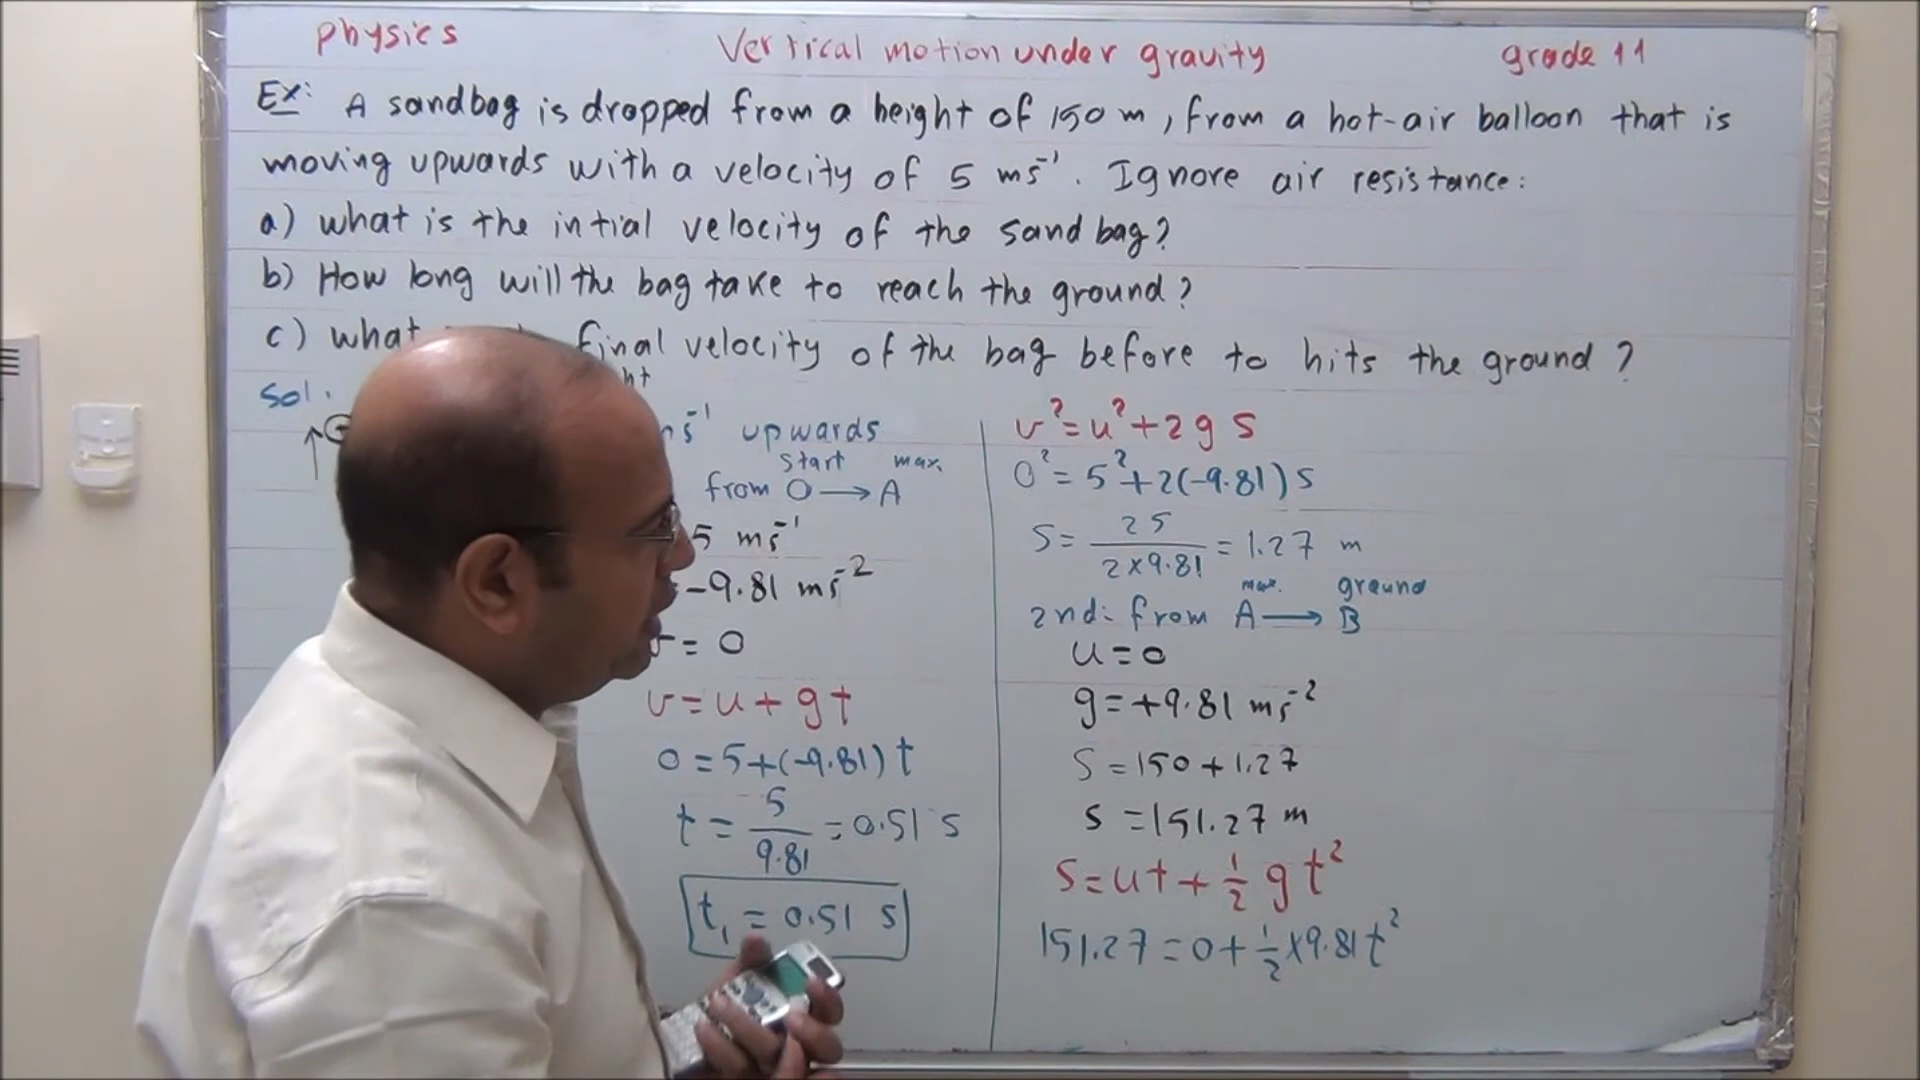 physics
Vertical motion under gravity
grade 11
Ex: A sandbag is dropped from a height of 150 m, from a hot-air balloon that is
moving upwards with a velocity of 5 ms⁻¹. Ignore air resistance:
a) what is the intial velocity of the sand bag?
b) How long will the bag take to reach the ground?
c) what final velocity of the bag before to hits the ground?
sol.
upwards
start max.
from O → A
5 ms⁻¹
-9.81 ms⁻²
= 0
v = u + gt
0 = 5 + (-9.81) t
t = 5/9.81 = 0.51 s
t₁ = 0.51 s
v² = u² + 2 g s
0² = 5² + 2(-9.81) s
s = 25/(2×9.81) = 1.27 m
max. ground
2nd: from A → B
u = 0
g = +9.81 ms⁻²
s = 150 + 1.27
s = 151.27 m
s = ut + ½ g t²
151.27 = 0 + ½ × 9.81 t²